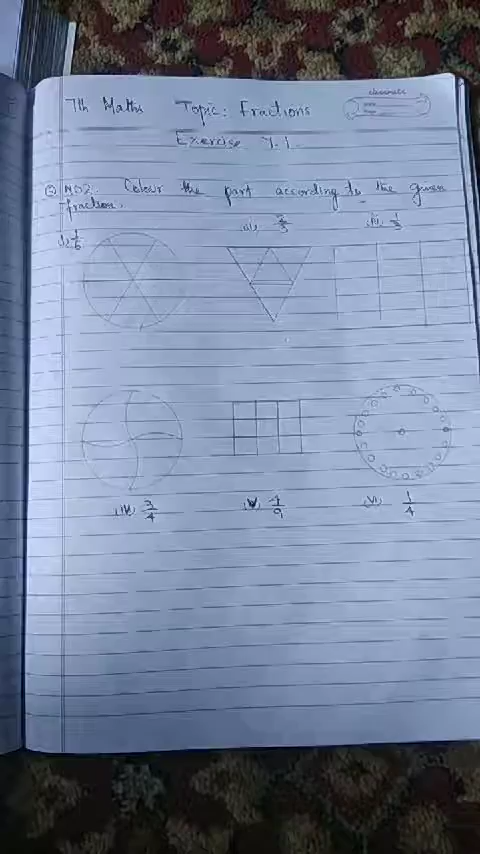 7th Maths Topic: Fractions
classmate
Exercise 7.1
Q NO2. Colour the part according to the given
fraction.
i) 1/6 ii) 2/3 iii) 1/3
iv) 3/4 v) 4/9 vi) 1/4